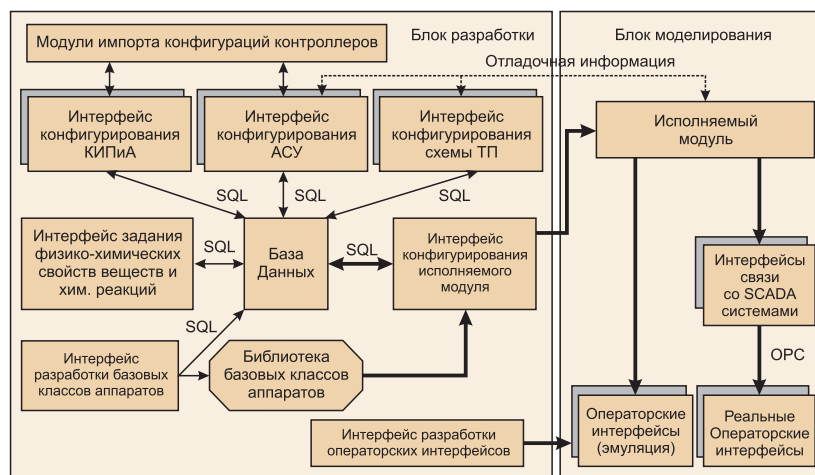 Модули импорта конфигураций контроллеров
Блок разработки
Блок моделирования
Отладочная информация
Интерфейс
конфигурирования
КИПиА
Интерфейс
конфигурирования
АСУ
Интерфейс
конфигурирования
схемы ТП
Исполняемый
модуль
SQL
SQL
SQL
Интерфейс задания
физико-химических
свойств веществ и
хим. реакций
SQL
База
Данных
SQL
Интерфейс
конфигурирования
исполняемого
модуля
Интерфейсы
связи
со SCADA
системами
SQL
OPC
Интерфейс
разработки базовых
классов аппаратов
Библиотека
базовых классов
аппаратов
Интерфейс разработки
операторских интерфейсов
Операторские
интерфейсы
(эмуляция)
Реальные
Операторские
интерфейсы